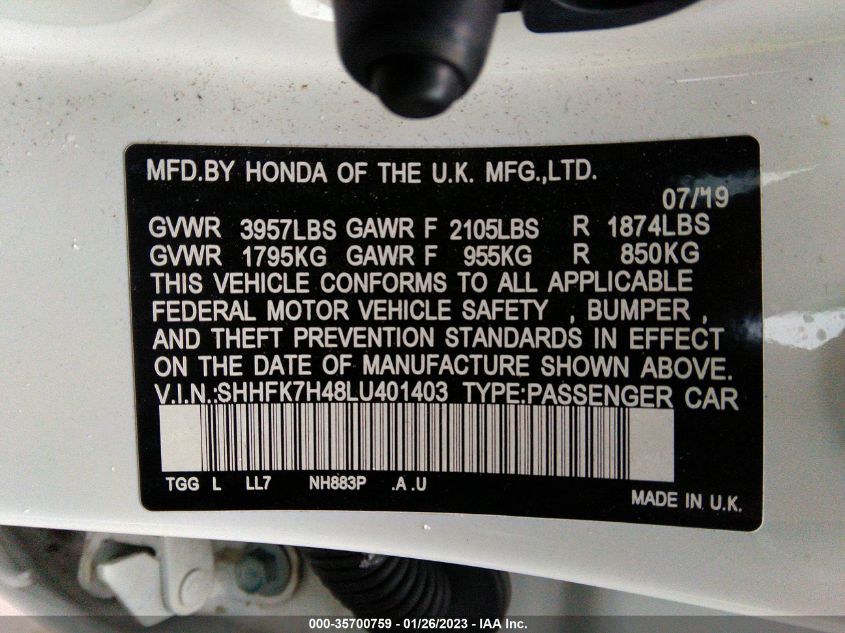 MFD.BY HONDA OF THE U.K. MFG.,LTD.
07/19
GVWR 3957LBS GAWR F 2105LBS R 1874LBS
GVWR 1795KG GAWR F 955KG R 850KG
THIS VEHICLE CONFORMS TO ALL APPLICABLE
FEDERAL MOTOR VEHICLE SAFETY , BUMPER ,
AND THEFT PREVENTION STANDARDS IN EFFECT
ON THE DATE OF MANUFACTURE SHOWN ABOVE.
V.I.N.:SHHFK7H48LU401403 TYPE:PASSENGER CAR
TGG L LL7 NH883P .A .U
MADE IN U.K.
000-35700759 — 01/26/2023 — IAA Inc.